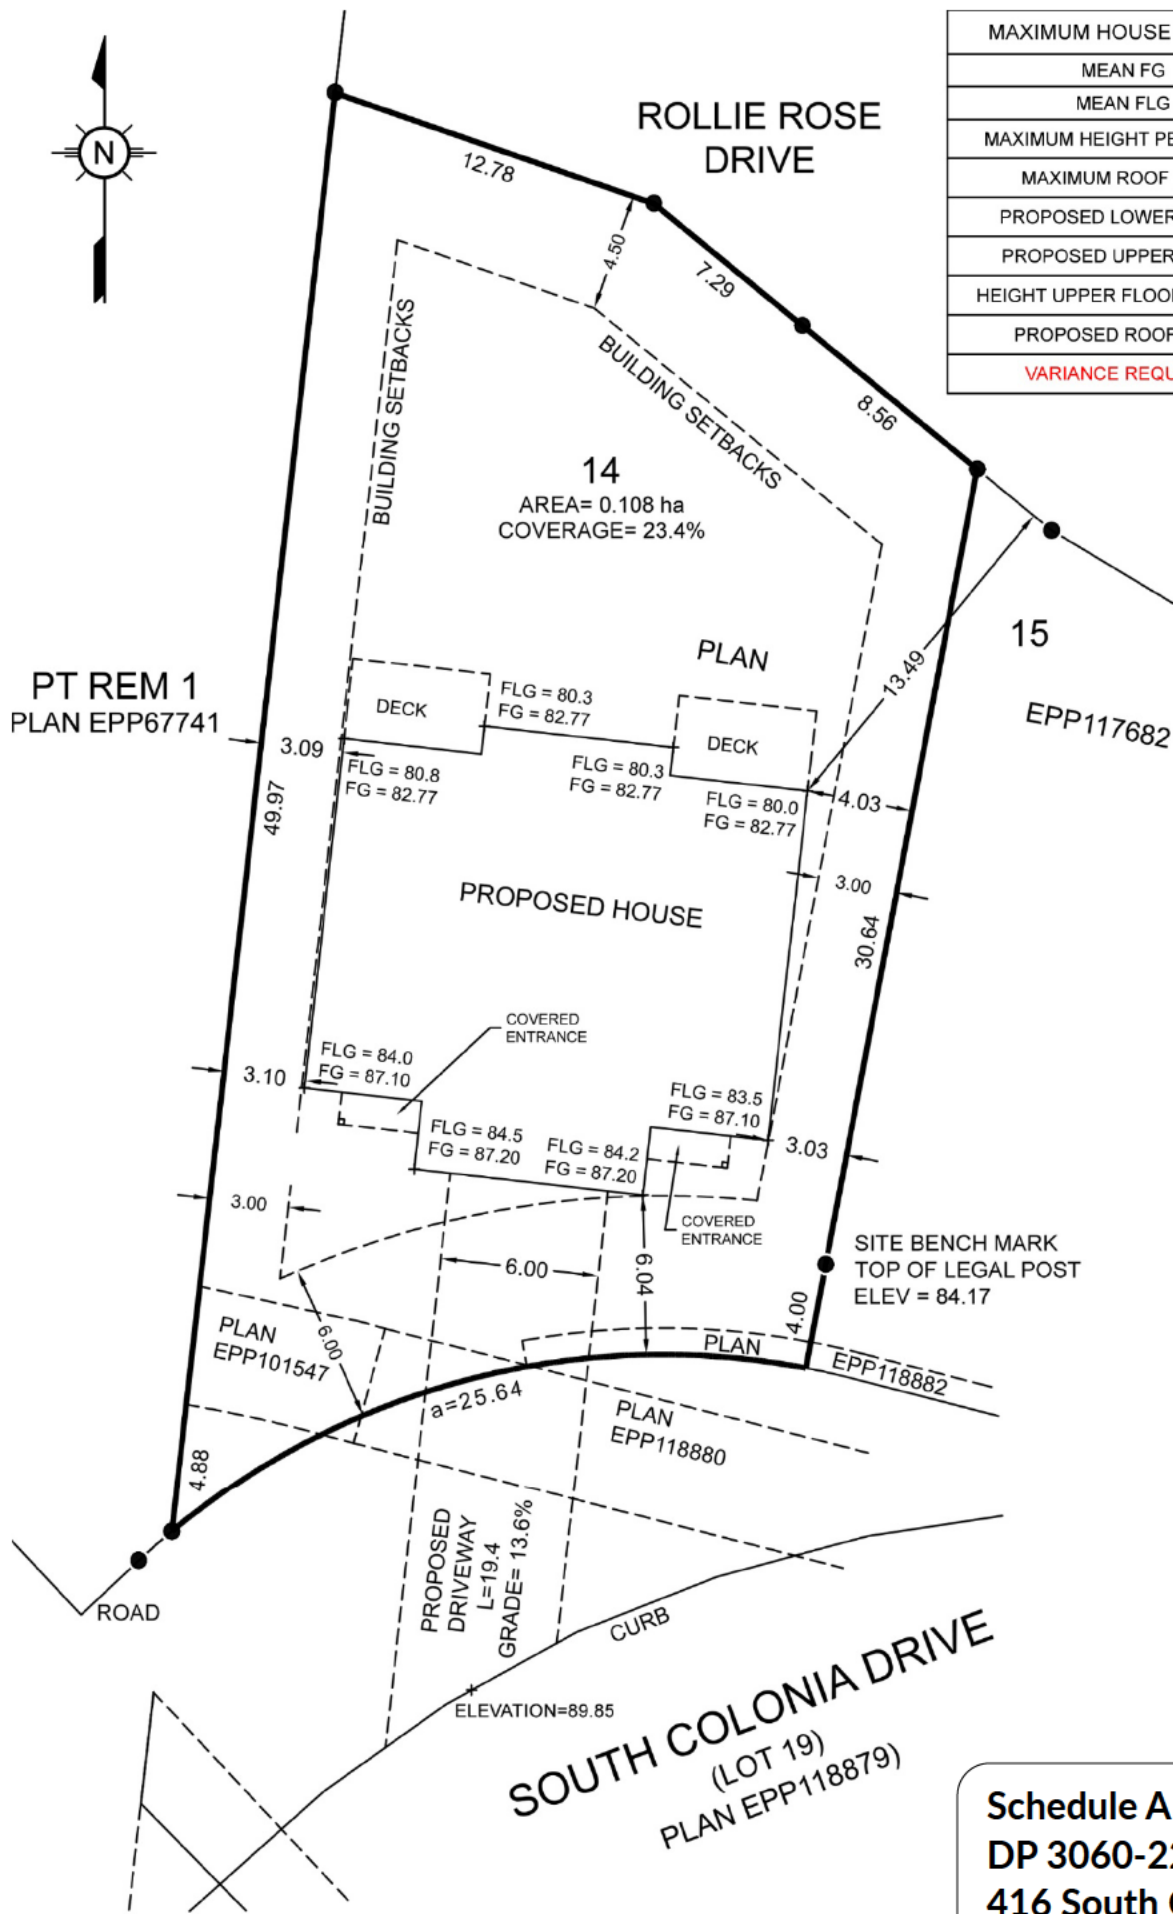 MAXIMUM HOUSE
MEAN FG
MEAN FLG
MAXIMUM HEIGHT
MAXIMUM ROOF
PROPOSED LOWER
PROPOSED UPPER
HEIGHT UPPER
PROPOSED
VARIANCE
N
ROLLIE ROSE
DRIVE
12.78
4.50
7.29
8.56
BUILDING SETBACKS
BUILDING SETBACKS
14
AREA= 0.108 ha
COVERAGE= 23.4%
PLAN
15
EPP117682
13.49
PT REM 1
PLAN EPP67741
DECK
FLG = 80.3
FG = 82.77
DECK
3.09
FLG = 80.8
FG = 82.77
FLG = 80.3
FG = 82.77
FLG = 80.0
FG = 82.77
4.03
49.97
3.00
30.64
PROPOSED HOUSE
COVERED
ENTRANCE
FLG = 84.0
FG = 87.10
3.10
FLG = 83.5
FG = 87.10
FLG = 84.5
FG = 87.20
FLG = 84.2
FG = 87.20
3.03
3.00
COVERED
ENTRANCE
6.00
6.04
SITE BENCH MARK
TOP OF LEGAL POST
ELEV = 84.17
4.00
PLAN
EPP101547
6.00
PLAN
EPP118882
a=25.64
PLAN
EPP118880
4.88
PROPOSED
DRIVEWAY
L=19.4
GRADE= 13.6%
ROAD
CURB
ELEVATION=89.85
SOUTH COLONIA DRIVE
(LOT 19)
PLAN EPP118879)
Schedule A
DP 3060-22
416 South